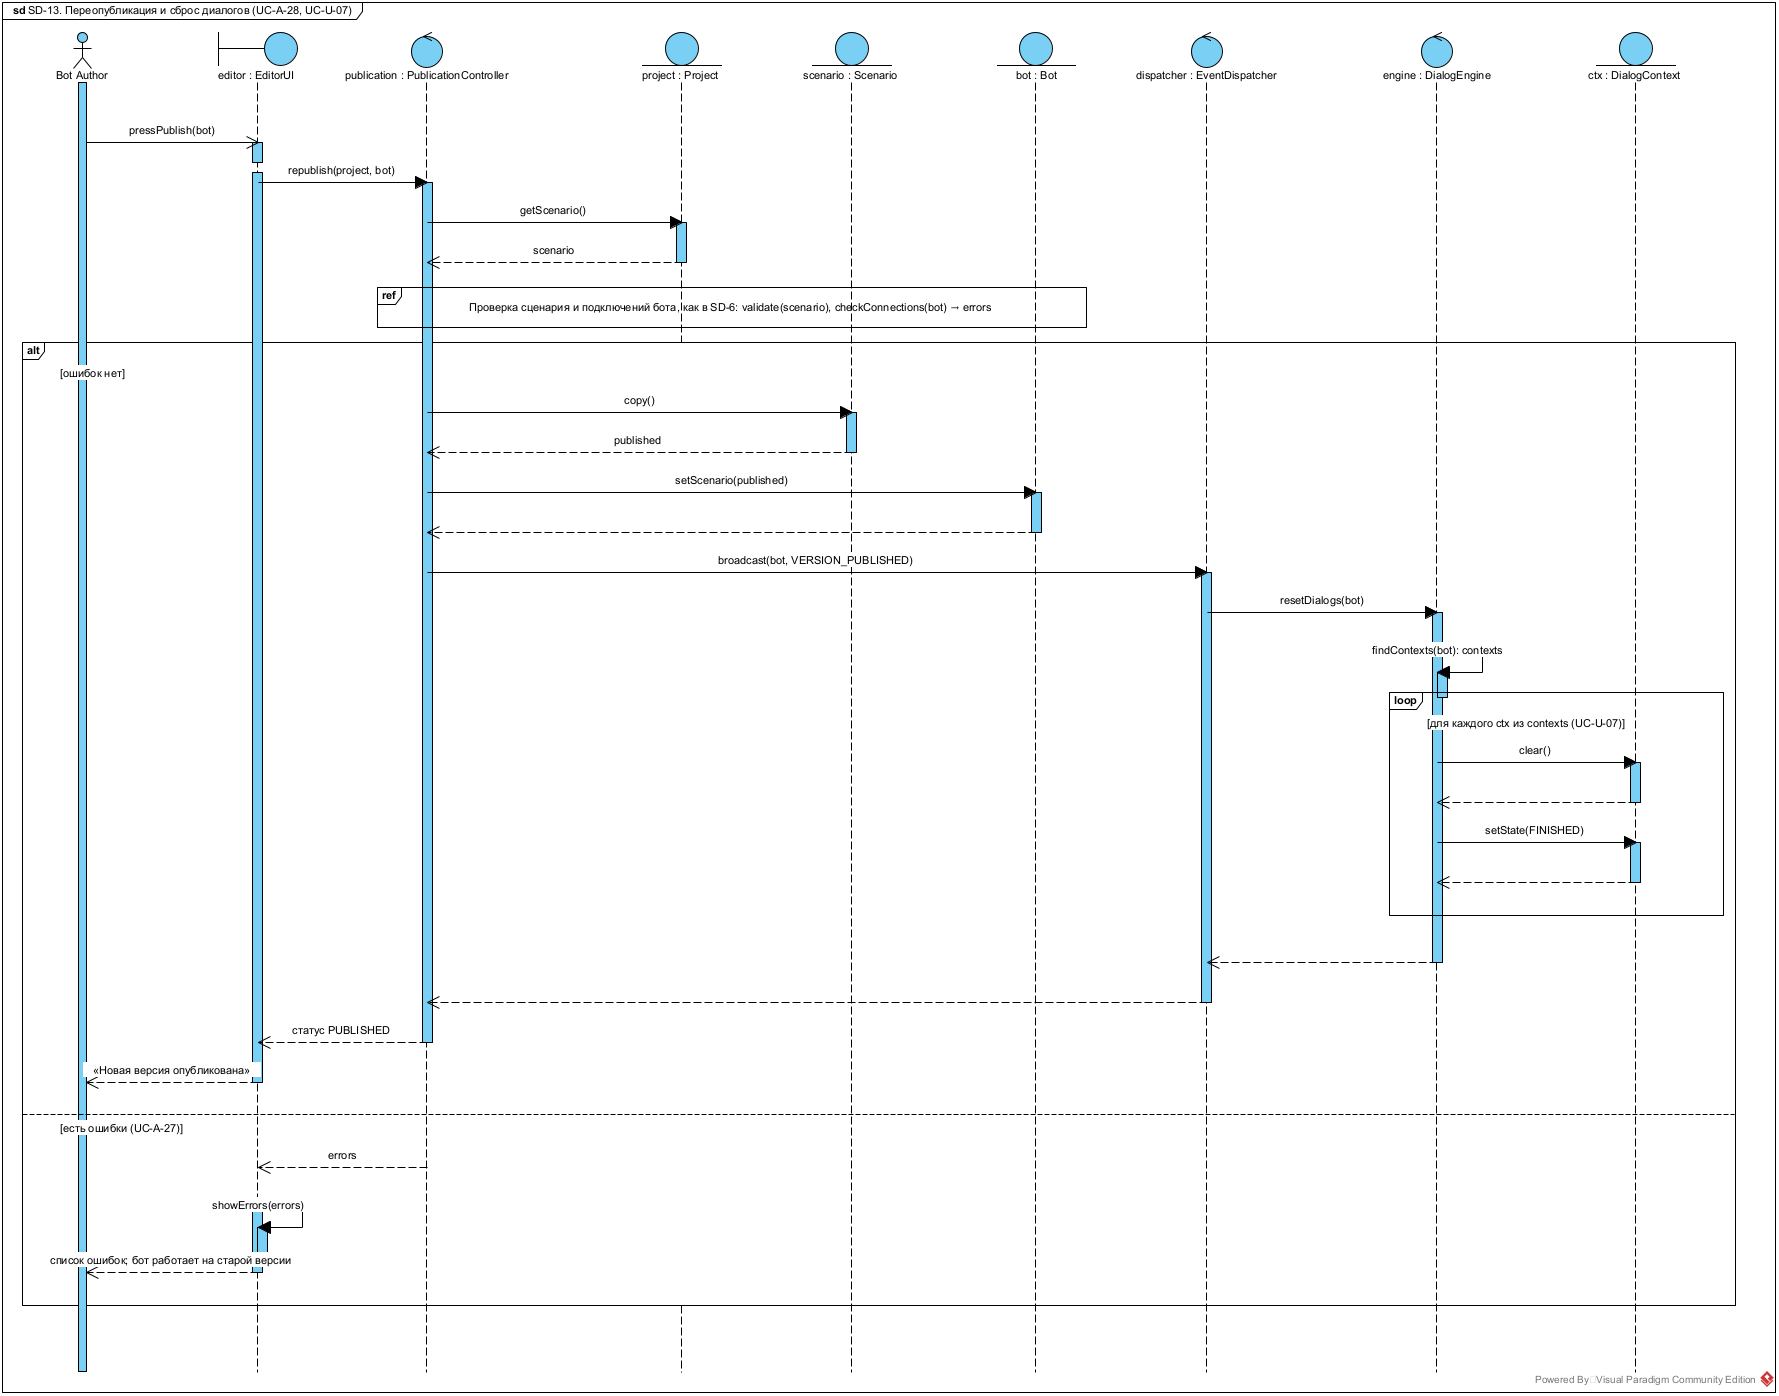 sd SD-13. Переопубликация и сброс диалогов (UC-A-28, UC-U-07)
Bot Author
editor : EditorUI
publication : PublicationController
project : Project
scenario : Scenario
bot : Bot
dispatcher : EventDispatcher
engine : DialogEngine
ctx : DialogContext
pressPublish(bot)
republish(project, bot)
getScenario()
scenario
ref
Проверка сценария и подключений бота, как в SD-6: validate(scenario), checkConnections(bot) → errors
alt
[ошибок нет]
copy()
published
setScenario(published)
broadcast(bot, VERSION_PUBLISHED)
resetDialogs(bot)
findContexts(bot): contexts
loop
[для каждого ctx из contexts (UC-U-07)]
clear()
setState(FINISHED)
статус PUBLISHED
«Новая версия опубликована»
[есть ошибки (UC-A-27)]
errors
showErrors(errors)
список ошибок; бот работает на старой версии
Powered By Visual Paradigm Community Edition